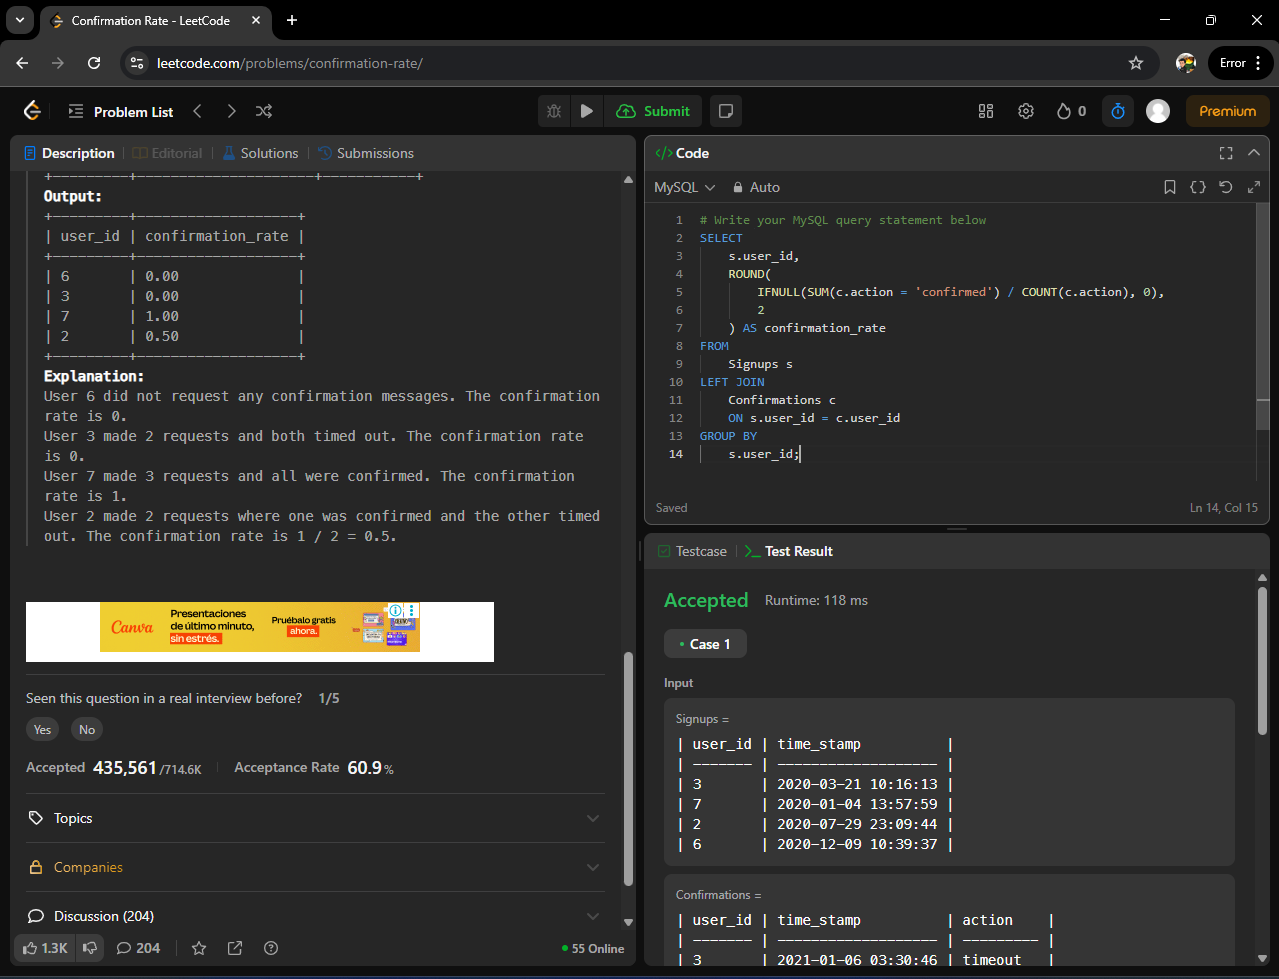 Confirmation Rate - LeetCode
leetcode.com/problems/confirmation-rate/
Error
Problem List
Submit
0
Premium
Description
Editorial
Solutions
Submissions
+---------+---------------------+-----------+
Output:
+---------+-------------------+
| user_id | confirmation_rate |
+---------+-------------------+
| 6       | 0.00              |
| 3       | 0.00              |
| 7       | 1.00              |
| 2       | 0.50              |
+---------+-------------------+
Explanation:
User 6 did not request any confirmation messages. The confirmation
rate is 0.
User 3 made 2 requests and both timed out. The confirmation rate
is 0.
User 7 made 3 requests and all were confirmed. The confirmation
rate is 1.
User 2 made 2 requests where one was confirmed and the other timed
out. The confirmation rate is 1 / 2 = 0.5.
Canva
Presentaciones
de último minuto,
sin estrés.
Pruébalo gratis
ahora.
Seen this question in a real interview before? 1/5
Yes
No
Accepted 435,561/714.6K
Acceptance Rate 60.9%
Topics
Companies
Discussion (204)
1.3K
204
55 Online
</> Code
MySQL
Auto
1 # Write your MySQL query statement below
2 SELECT
3     s.user_id,
4     ROUND(
5         IFNULL(SUM(c.action = 'confirmed') / COUNT(c.action), 0),
6         2
7     ) AS confirmation_rate
8 FROM
9     Signups s
10 LEFT JOIN
11     Confirmations c
12     ON s.user_id = c.user_id
13 GROUP BY
14     s.user_id;
Saved
Ln 14, Col 15
Testcase
Test Result
Accepted
Runtime: 118 ms
Case 1
Input
Signups =
| user_id | time_stamp          |
| ------- | ------------------- |
| 3       | 2020-03-21 10:16:13 |
| 7       | 2020-01-04 13:57:59 |
| 2       | 2020-07-29 23:09:44 |
| 6       | 2020-12-09 10:39:37 |
Confirmations =
| user_id | time_stamp          | action    |
| ------- | ------------------- | --------- |
| 3       | 2021-01-06 03:30:46 | timeout   |